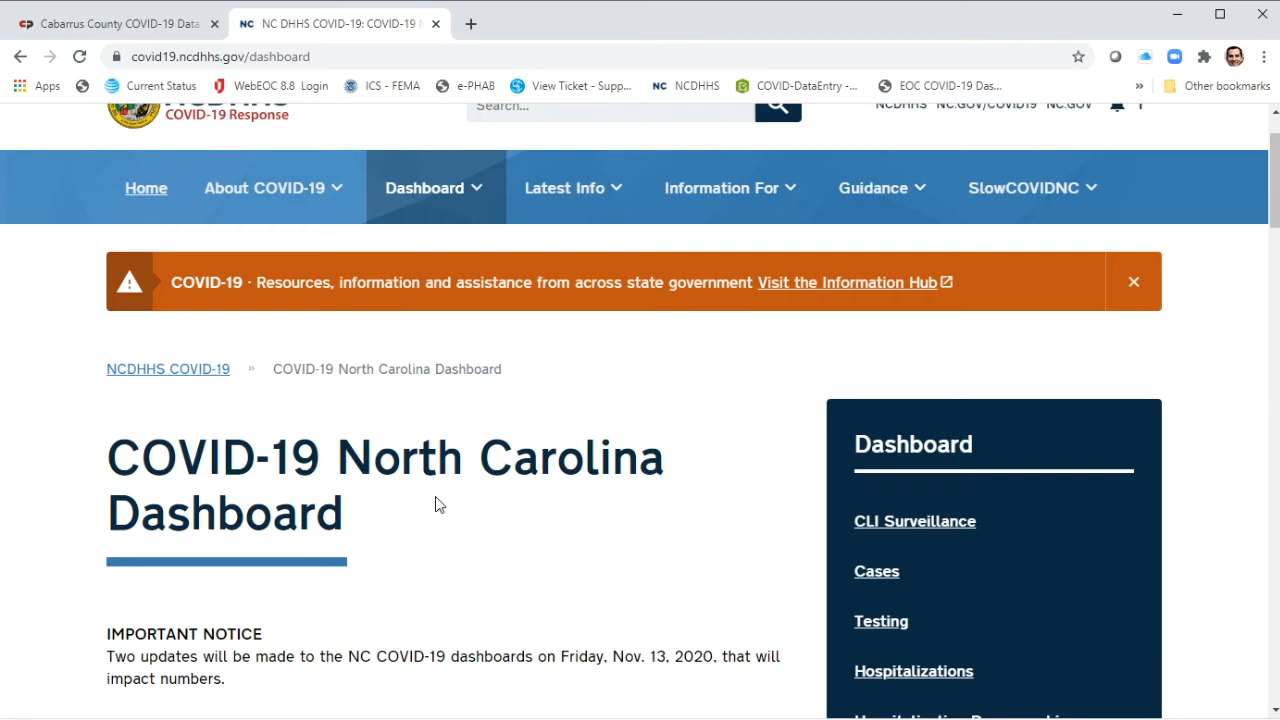 Cabarrus County COVID-19 Data
NC DHHS COVID-19: COVID-19 N
covid19.ncdhhs.gov/dashboard
Apps
Current Status
WebEOC 8.8 Login
ICS - FEMA
e-PHAB
View Ticket - Supp...
NC NCDHHS
COVID-DataEntry -...
EOC COVID-19 Das...
»
Other bookmarks
NCDHHS
COVID-19 Response
Search...
NCDHHS NC.GOV/COVID19 NC.GOV
Home
About COVID-19
Dashboard
Latest Info
Information For
Guidance
SlowCOVIDNC
COVID-19 · Resources, information and assistance from across state government Visit the Information Hub
NCDHHS COVID-19 » COVID-19 North Carolina Dashboard
COVID-19 North Carolina
Dashboard
IMPORTANT NOTICE
Two updates will be made to the NC COVID-19 dashboards on Friday, Nov. 13, 2020, that will
impact numbers.
Dashboard
CLI Surveillance
Cases
Testing
Hospitalizations